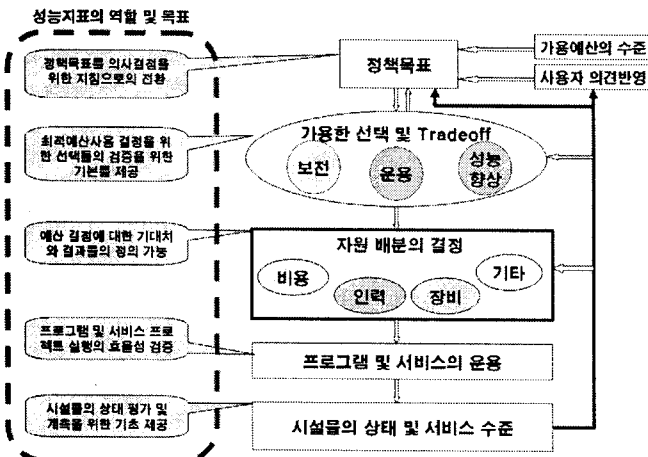 성능지표의 역할 및 목표
정책목표를 의사결정을
위한 지침으로의 전환
최적예산사용 결정을 위
한 선택들의 검증을 위한
기본틀 제공
예산 결정에 대한 기대치
와 결과들의 정의 가능
프로그램 및 서비스 프로
젝트 실행의 효율성 검증
시설물의 상태 평가 및
계측을 위한 기초 제공
정책목표
가용예산의 수준
사용자 의견반영
가용한 선택 및 Tradeoff
보전
운용
성능
향상
자원 배분의 결정
비용
인력
장비
기타
프로그램 및 서비스의 운용
시설물의 상태 및 서비스 수준